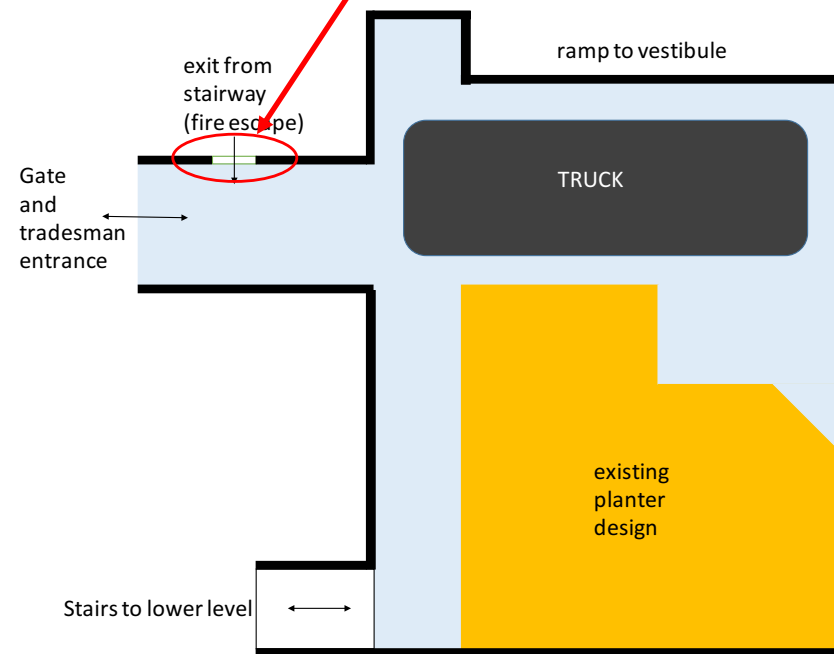 ramp to vestibule
exit from
stairway
(fire escape)
TRUCK
Gate
and
tradesman
entrance
existing
planter
design
Stairs to lower level